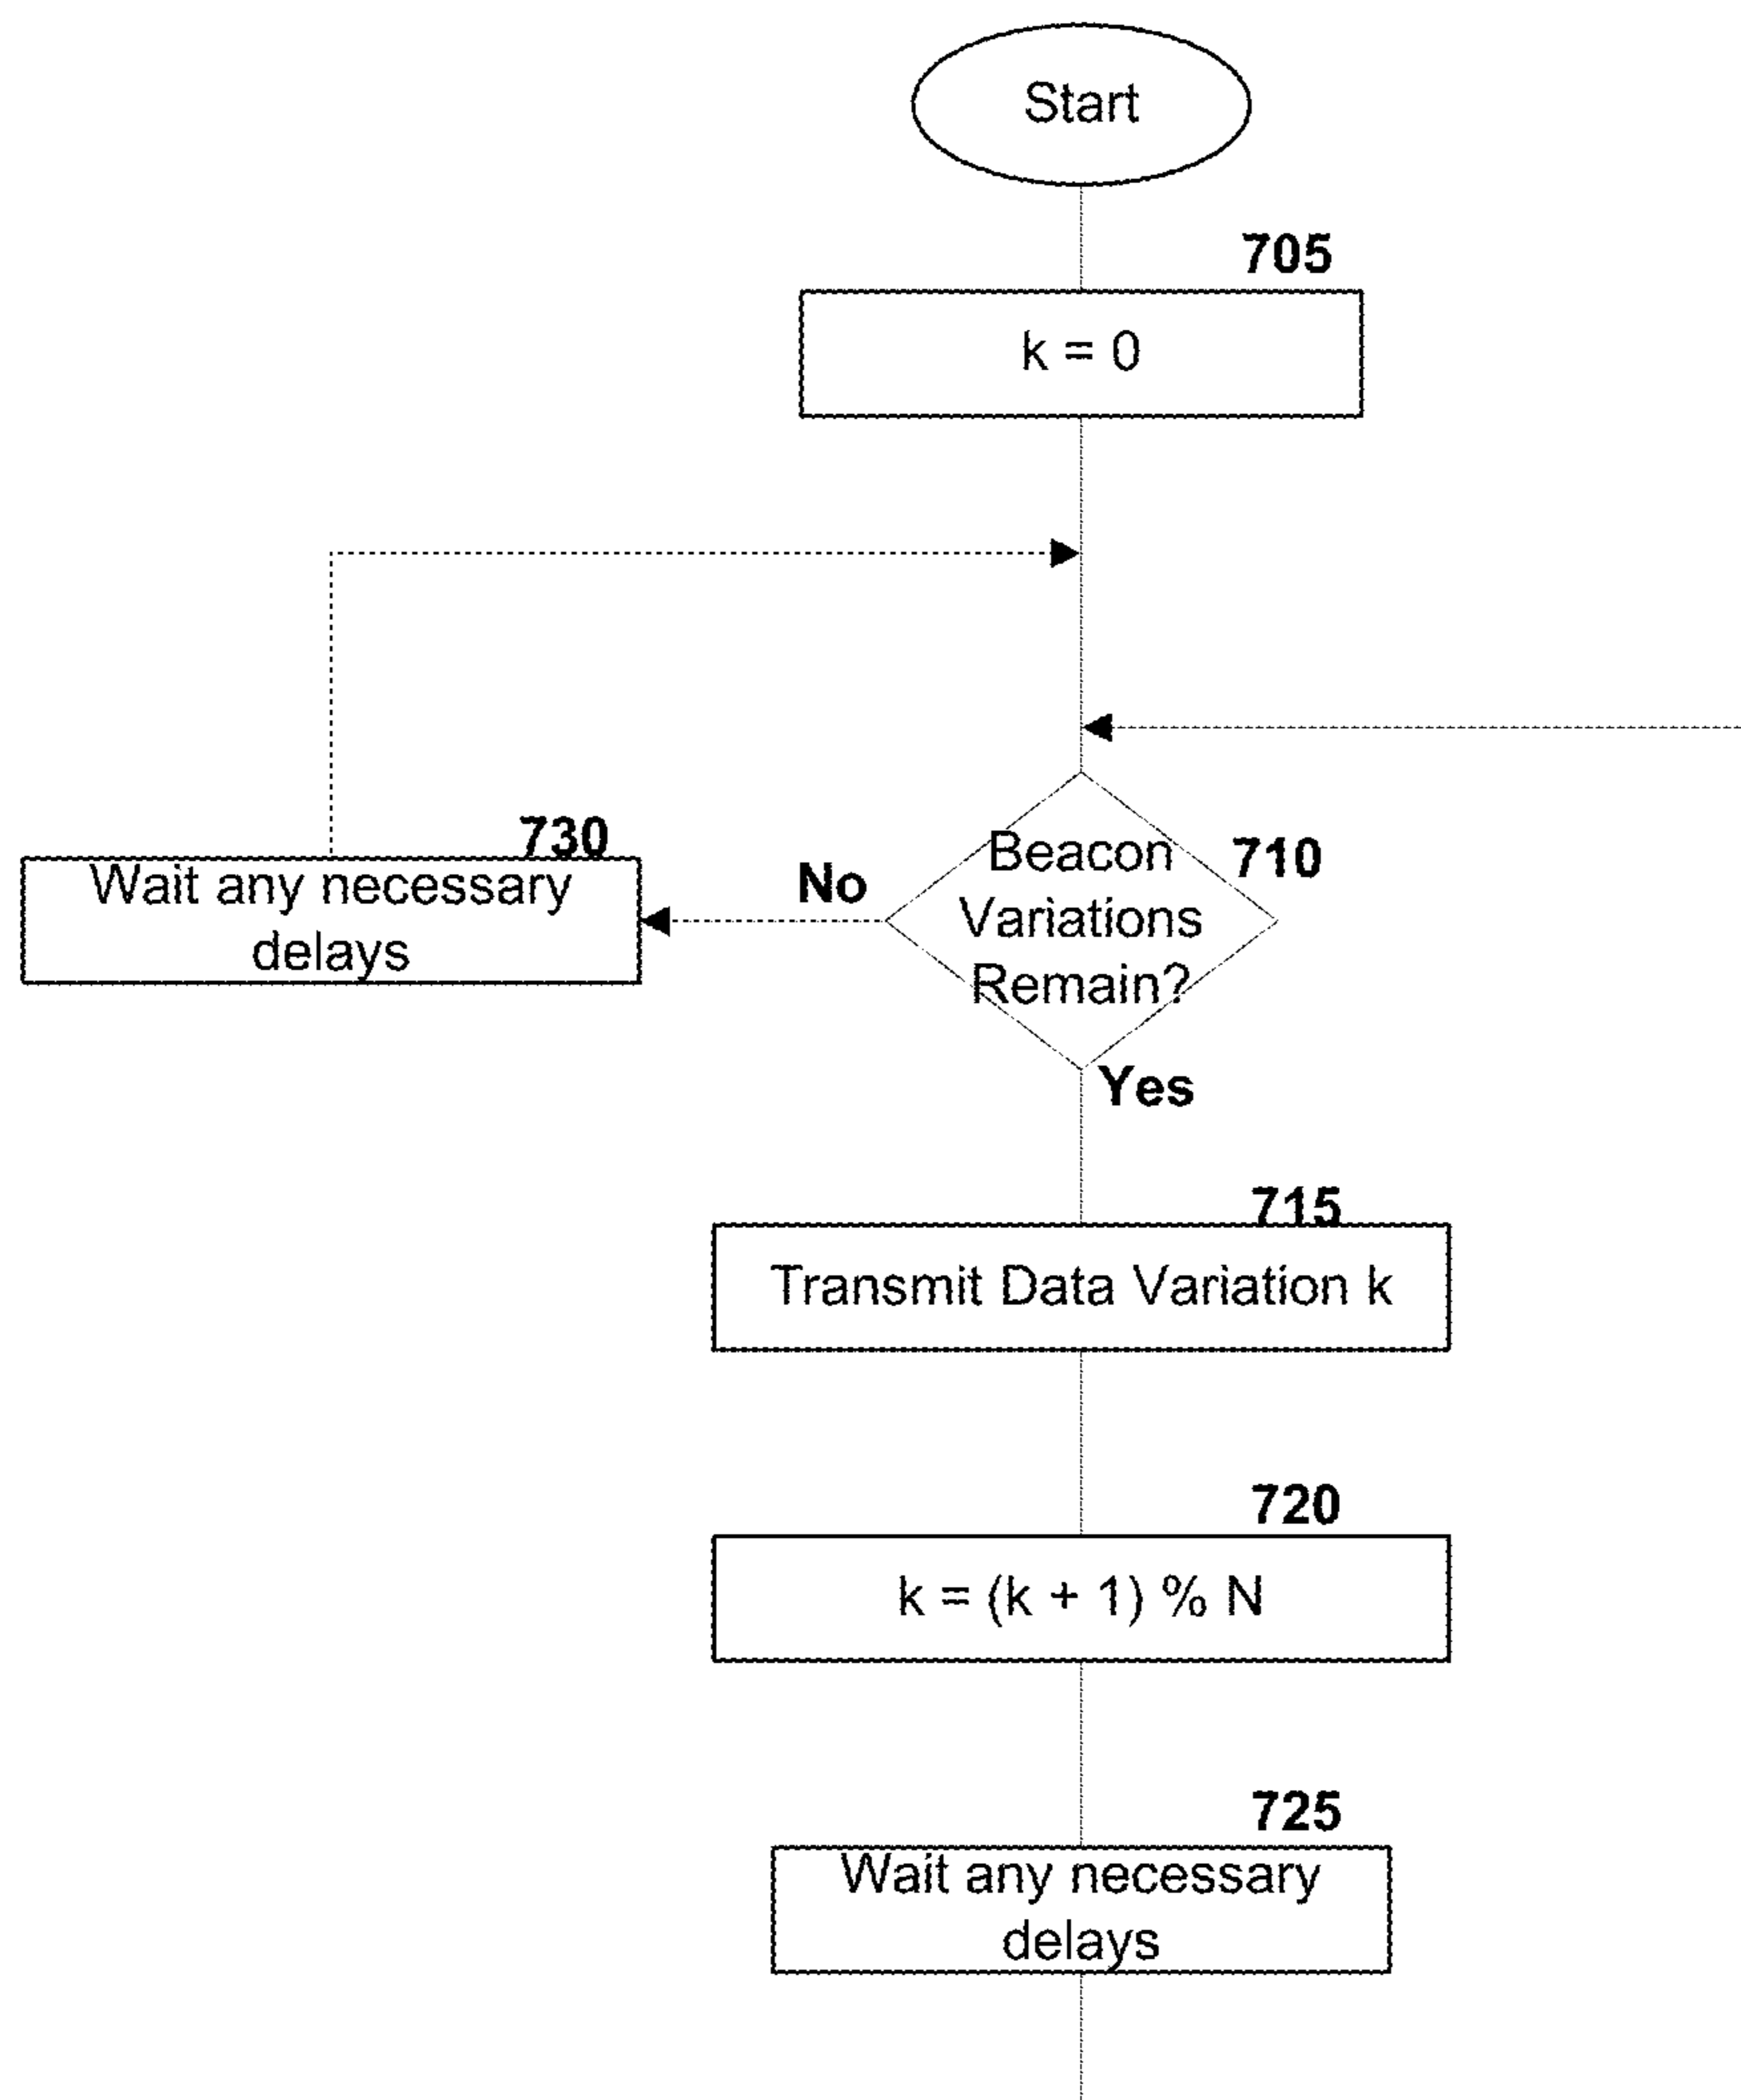 Start
705
k = 0
730
Wait any necessary
delays
No
Beacon
Variations
Remain?
710
Yes
715
Transmit Data Variation k
720
k = (k + 1) % N
725
Wait any necessary
delays